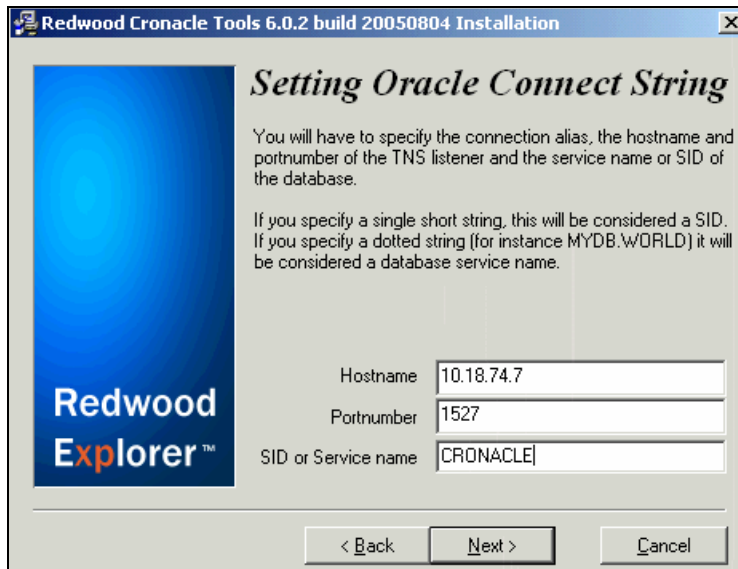 Redwood Cronacle Tools 6.0.2 build 20050804 Installation
Setting Oracle Connect String
You will have to specify the connection alias, the hostname and
portnumber of the TNS listener and the service name or SID of
the database.
If you specify a single short string, this will be considered a SID.
If you specify a dotted string (for instance MYDB.WORLD) it will
be considered a database service name.
Hostname 10.18.74.7
Portnumber 1527
SID or Service name CRONACLE
Redwood
Explorer™
< Back Next > Cancel